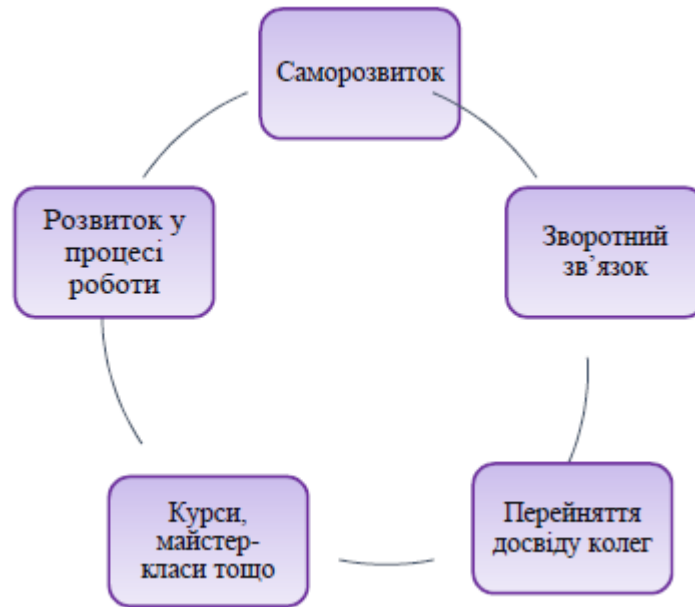 Саморозвиток
Зворотний
зв’язок
Перейняття
досвіду колег
Курси,
майстер-
класи тощо
Розвиток у
процесі
роботи